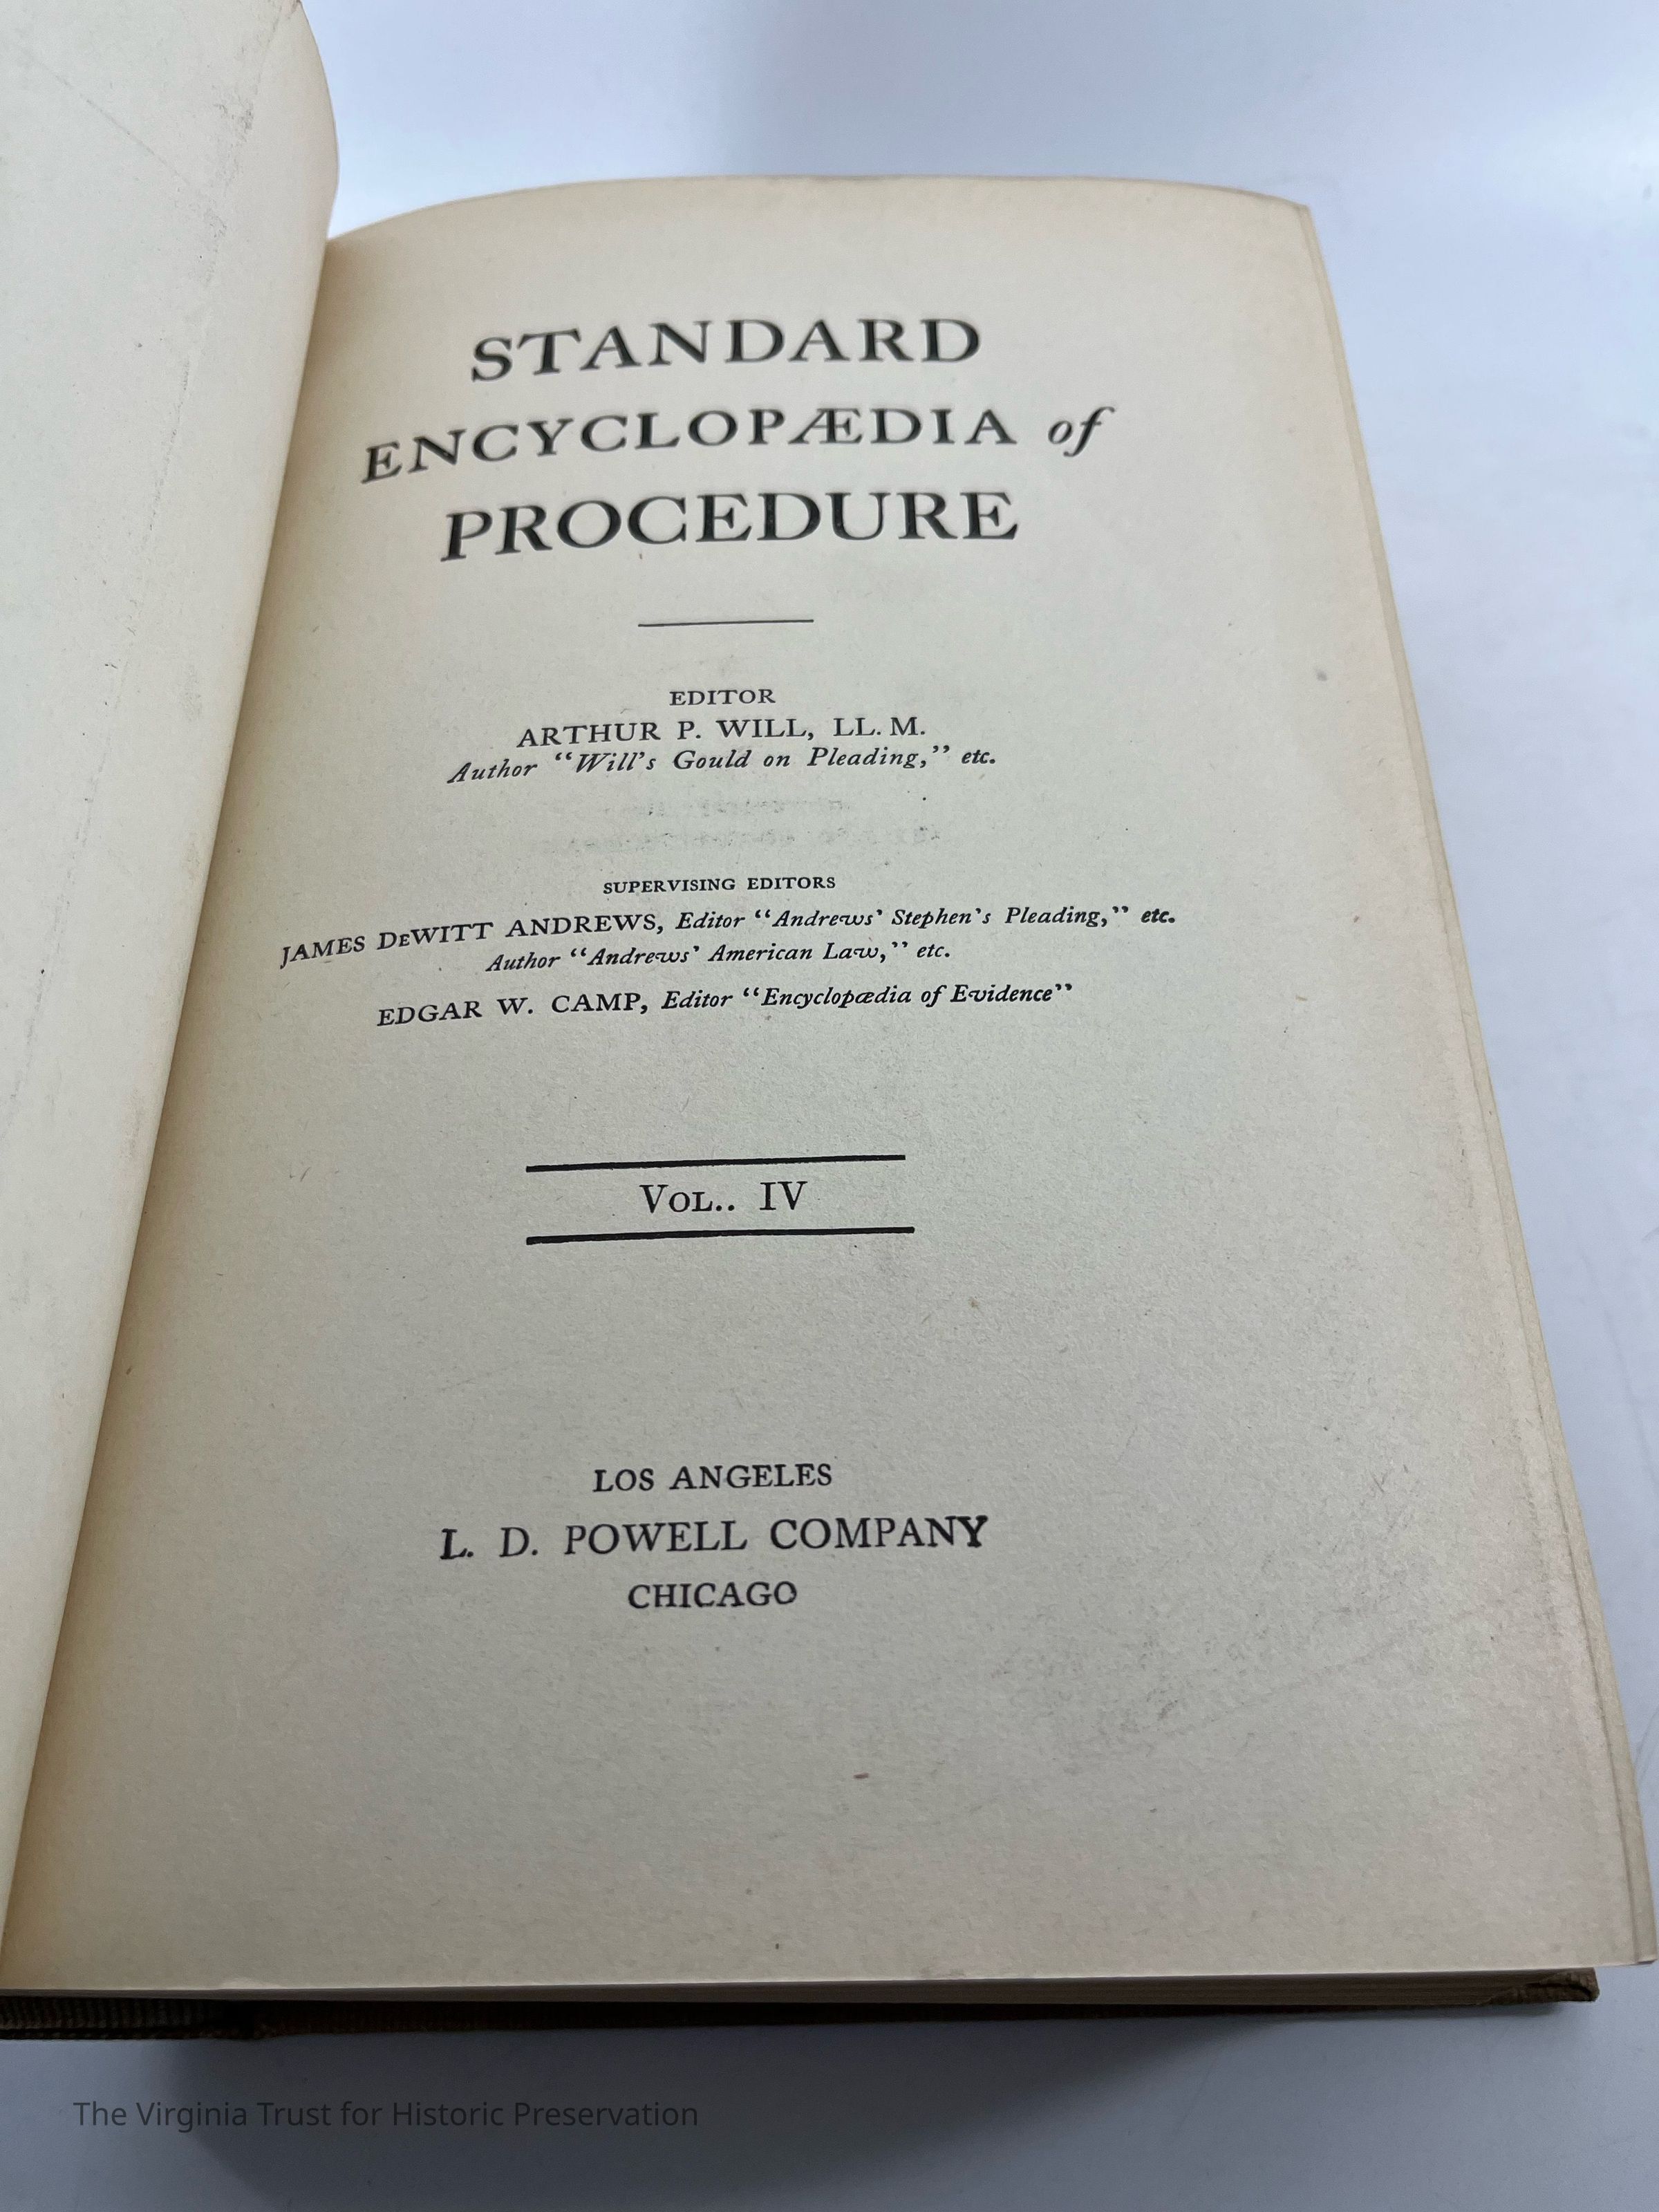 STANDARD
ENCYCLOPÆDIA of
PROCEDURE
EDITOR
ARTHUR P. WILL, LL. M.
Author “Will's Gould on Pleading,” etc.
SUPERVISING EDITORS
JAMES DEWITT ANDREWS, Editor “Andrews' Stephen's Pleading,” etc.
Author “Andrews' American Law,” etc.
EDGAR W. CAMP, Editor “Encyclopædia of Evidence”
VOL.. IV
LOS ANGELES
L. D. POWELL COMPANY
CHICAGO
The Virginia Trust for Historic Preservation